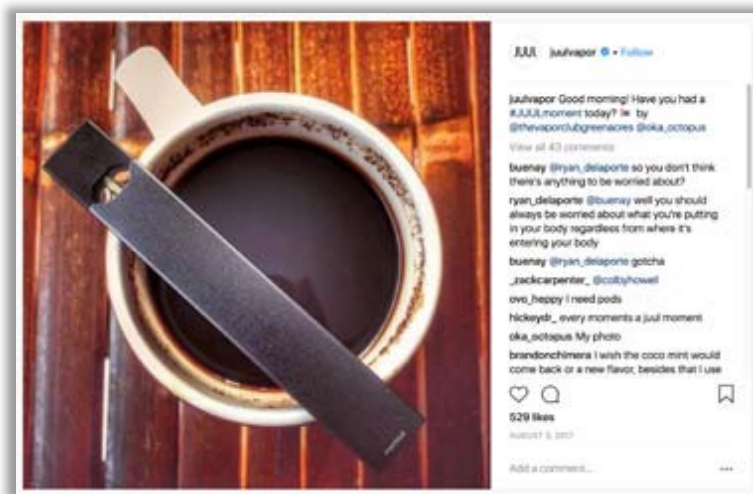 JUUL juulvapor • Follow
juulvapor Good morning! Have you had a
#JUULmoment today? by
@thevaporclubgreenacres @oka_octopus
View all 43 comments
buenay @ryan_delaporte so you don't think
there's anything to be worried about?
ryan_delaporte @buenay well you should
always be worried about what you're putting
in your body regardless from where it's
entering your body
buenay @ryan_delaporte gotcha
_zackcarpenter_ @colbyhowell
ovo_heppy I need pods
hickeydr_ every moments a juul moment
oka_octopus My photo
brandonchimera I wish the coco mint would
come back or a new flavor, besides that I use
529 likes
AUGUST 3, 2017
Add a comment...